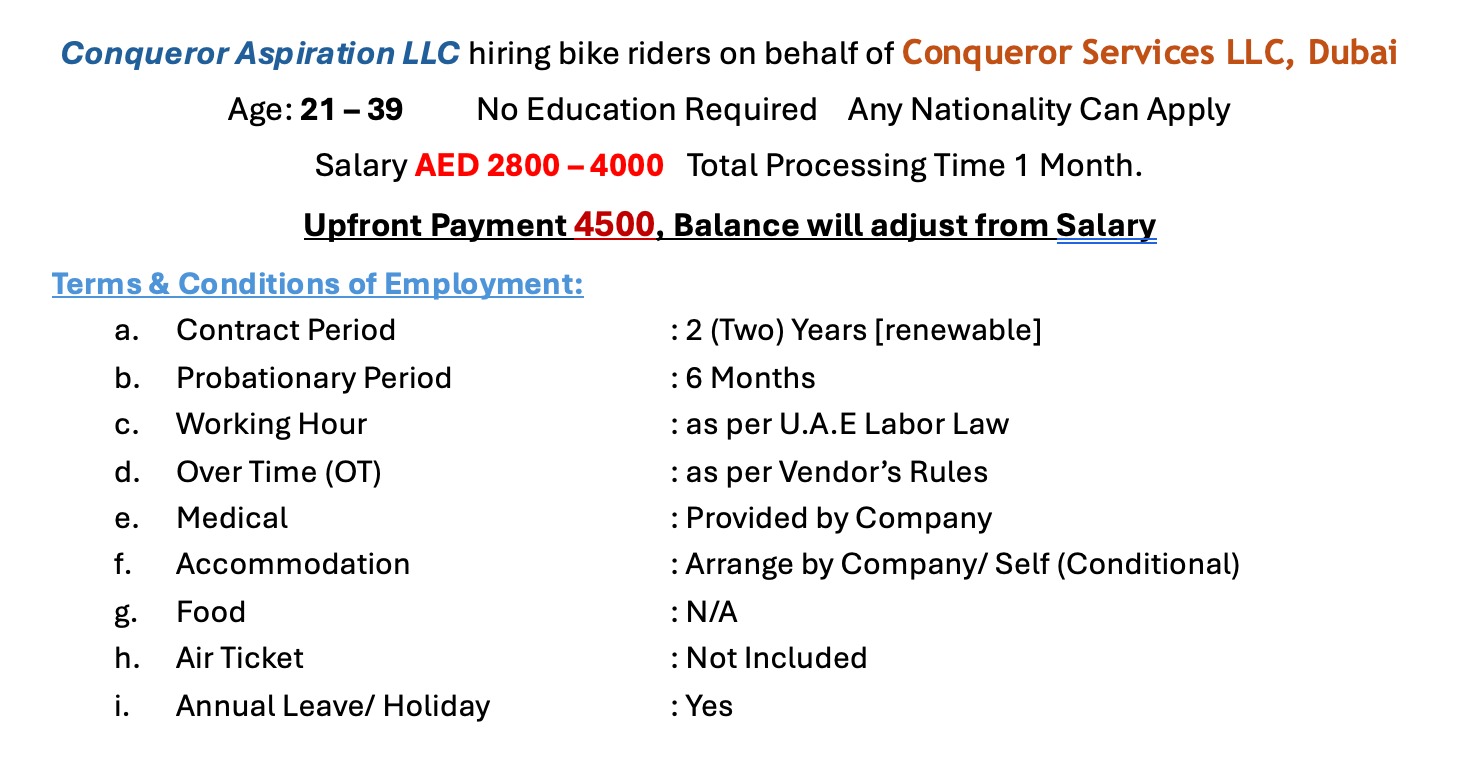 Conqueror Aspiration LLC hiring bike riders on behalf of Conqueror Services LLC, Dubai
Age: 21 – 39 No Education Required Any Nationality Can Apply
Salary AED 2800 – 4000 Total Processing Time 1 Month.
Upfront Payment 4500, Balance will adjust from Salary
Terms & Conditions of Employment:
a. Contract Period : 2 (Two) Years [renewable]
b. Probationary Period : 6 Months
c. Working Hour : as per U.A.E Labor Law
d. Over Time (OT) : as per Vendor’s Rules
e. Medical : Provided by Company
f. Accommodation : Arrange by Company/ Self (Conditional)
g. Food : N/A
h. Air Ticket : Not Included
i. Annual Leave/ Holiday : Yes